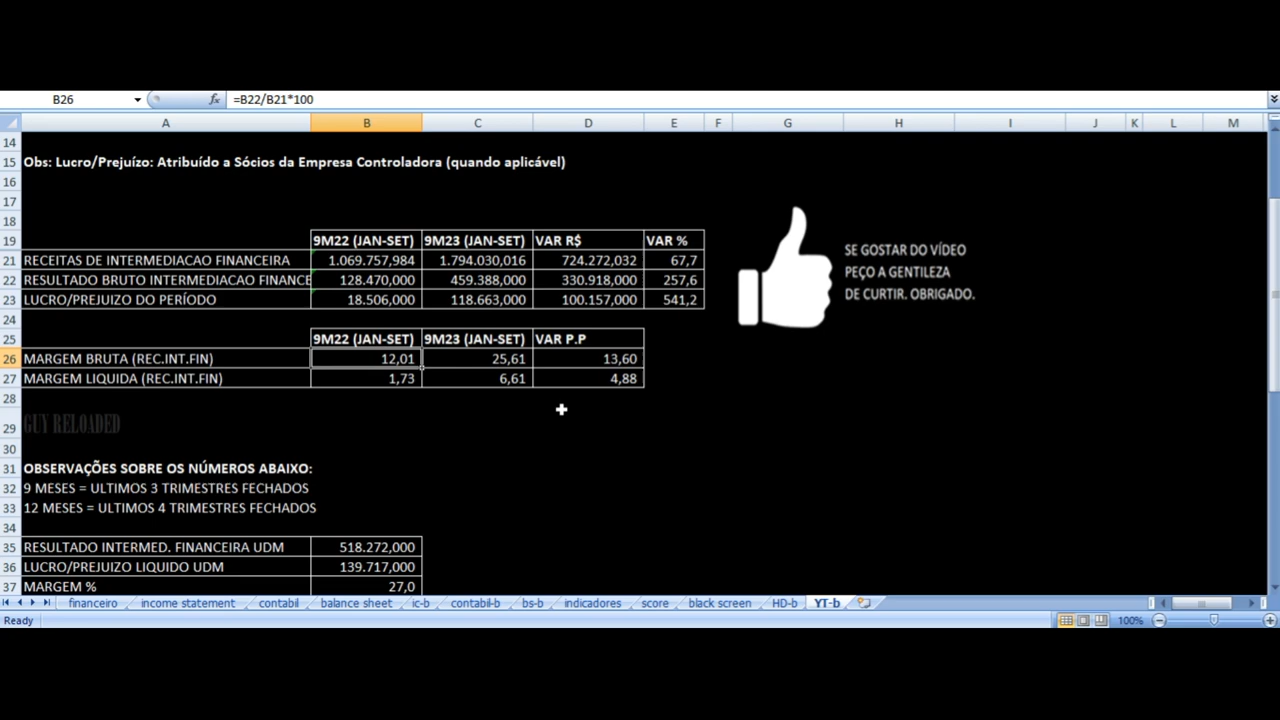 B26 fx =B22/B21*100
A B C D E F G H I J K L M
14
15 Obs: Lucro/Prejuízo: Atribuído a Sócios da Empresa Controladora (quando aplicável)
16
17
18
19 9M22 (JAN-SET) 9M23 (JAN-SET) VAR R$ VAR %
21 RECEITAS DE INTERMEDIACAO FINANCEIRA 1.069.757,984 1.794.030,016 724.272,032 67,7
22 RESULTADO BRUTO INTERMEDIACAO FINANCE 128.470,000 459.388,000 330.918,000 257,6
23 LUCRO/PREJUIZO DO PERÍODO 18.506,000 118.663,000 100.157,000 541,2
SE GOSTAR DO VÍDEO
PEÇO A GENTILEZA
DE CURTIR. OBRIGADO.
24
25 9M22 (JAN-SET) 9M23 (JAN-SET) VAR P.P
26 MARGEM BRUTA (REC.INT.FIN) 12,01 25,61 13,60
27 MARGEM LIQUIDA (REC.INT.FIN) 1,73 6,61 4,88
28
29 GUY RELOADED
30
31 OBSERVAÇÕES SOBRE OS NÚMEROS ABAIXO:
32 9 MESES = ULTIMOS 3 TRIMESTRES FECHADOS
33 12 MESES = ULTIMOS 4 TRIMESTRES FECHADOS
34
35 RESULTADO INTERMED. FINANCEIRA UDM 518.272,000
36 LUCRO/PREJUIZO LIQUIDO UDM 139.717,000
37 MARGEM % 27,0
financeiro income statement contabil balance sheet ic-b contabil-b bs-b indicadores score black screen HD-b YT-b
Ready 100%